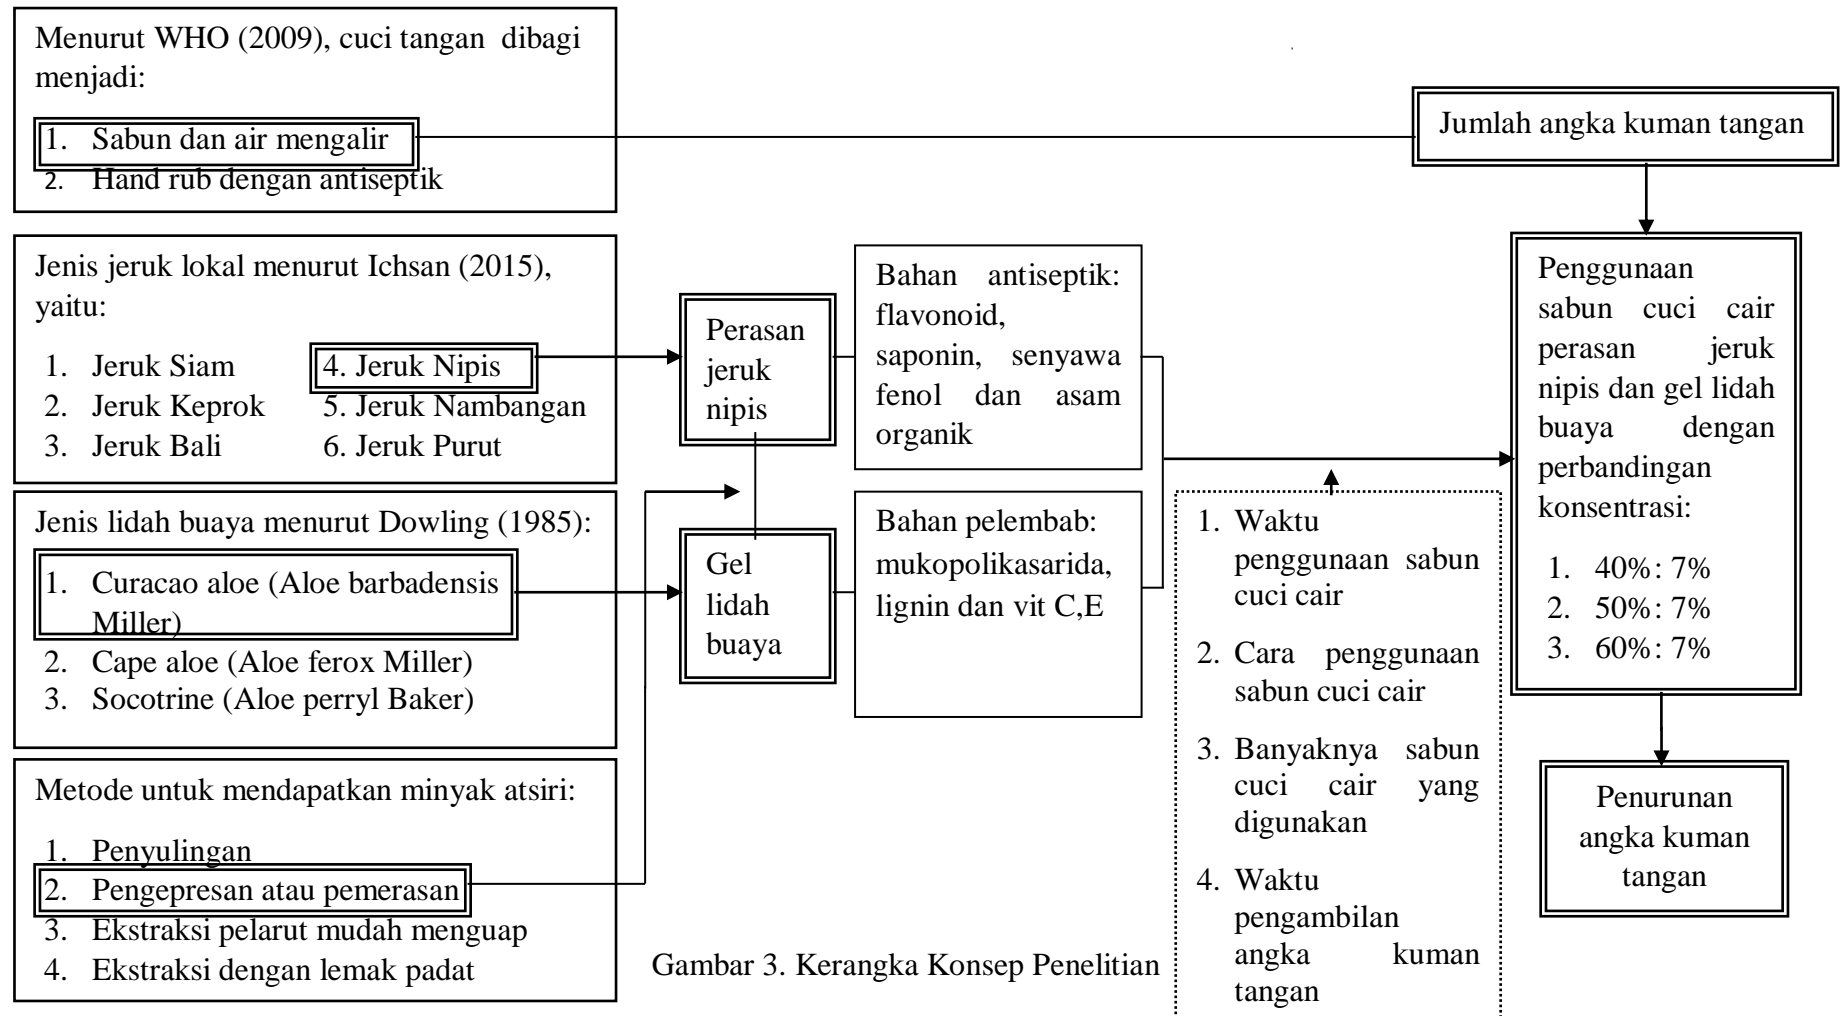 Menurut WHO (2009), cuci tangan dibagi
menjadi:
1. Sabun dan air mengalir
2. Hand rub dengan antiseptik
Jumlah angka kuman tangan
Jenis jeruk lokal menurut Ichsan (2015),
yaitu:
1. Jeruk Siam
2. Jeruk Keprok
3. Jeruk Bali
4. Jeruk Nipis
5. Jeruk Nambangan
6. Jeruk Purut
Perasan
jeruk
nipis
Bahan antiseptik:
flavonoid,
saponin, senyawa
fenol dan asam
organik
Jenis lidah buaya menurut Dowling (1985):
1. Curacao aloe (Aloe barbadensis
Miller)
2. Cape aloe (Aloe ferox Miller)
3. Socotrine (Aloe perryl Baker)
Gel
lidah
buaya
Bahan pelembab:
mukopolikasarida,
lignin dan vit C,E
Metode untuk mendapatkan minyak atsiri:
1. Penyulingan
2. Pengepresan atau pemerasan
3. Ekstraksi pelarut mudah menguap
4. Ekstraksi dengan lemak padat
1. Waktu
penggunaan sabun
cuci cair
2. Cara penggunaan
sabun cuci cair
3. Banyaknya sabun
cuci cair yang
digunakan
4. Waktu
pengambilan
angka kuman
tangan
Penggunaan
sabun cuci cair
perasan jeruk
nipis dan gel lidah
buaya dengan
perbandingan
konsentrasi:
1. 40%: 7%
2. 50%: 7%
3. 60%: 7%
Penurunan
angka kuman
tangan
Gambar 3. Kerangka Konsep Penelitian